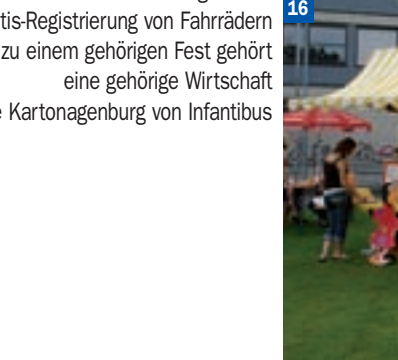 tis-Registrierung von Fahrrädern
zu einem gehörigen Fest gehört
eine gehörige Wirtschaft
Kartonagenburg von Infantibus
16